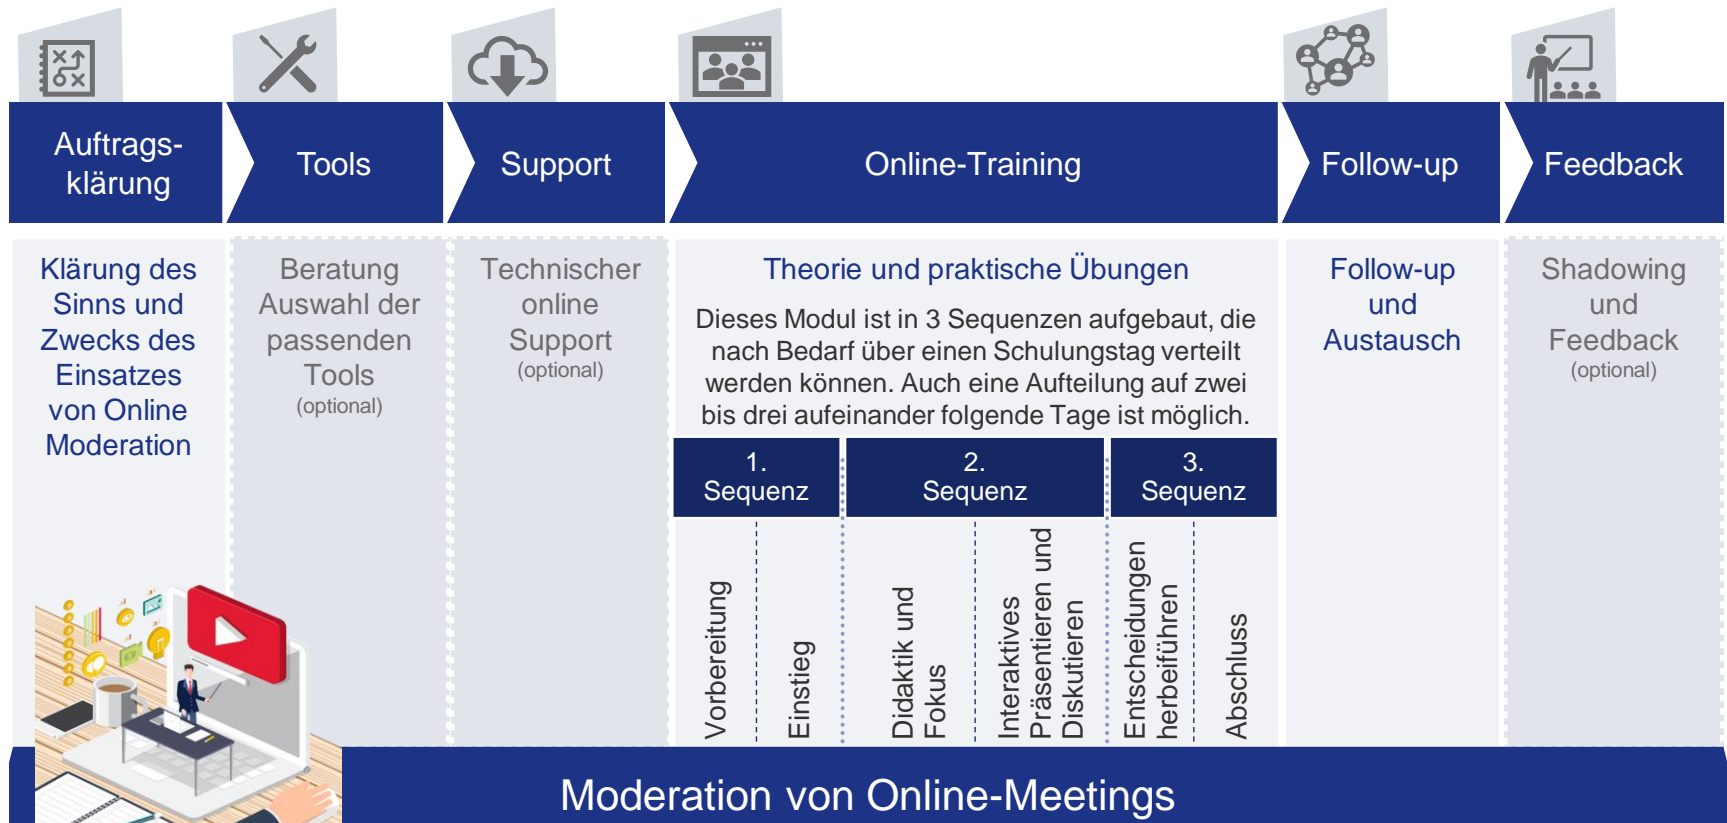 Auftrags-
klärung
Tools
Support
Online-Training
Follow-up
Feedback
Klärung des
Sinns und
Zwecks des
Einsatzes
von Online
Moderation
Beratung
Auswahl der
passenden
Tools
(optional)
Technischer
online
Support
(optional)
Theorie und praktische Übungen
Dieses Modul ist in 3 Sequenzen aufgebaut, die
nach Bedarf über einen Schulungstag verteilt
werden können. Auch eine Aufteilung auf zwei
bis drei aufeinander folgende Tage ist möglich.
1.
Sequenz
2.
Sequenz
3.
Sequenz
Vorbereitung
Einstieg
Didaktik und
Fokus
Interaktives
Präsentieren und
Diskutieren
Entscheidungen
herbeiführen
Abschluss
Follow-up
und
Austausch
Shadowing
und
Feedback
(optional)
Moderation von Online-Meetings